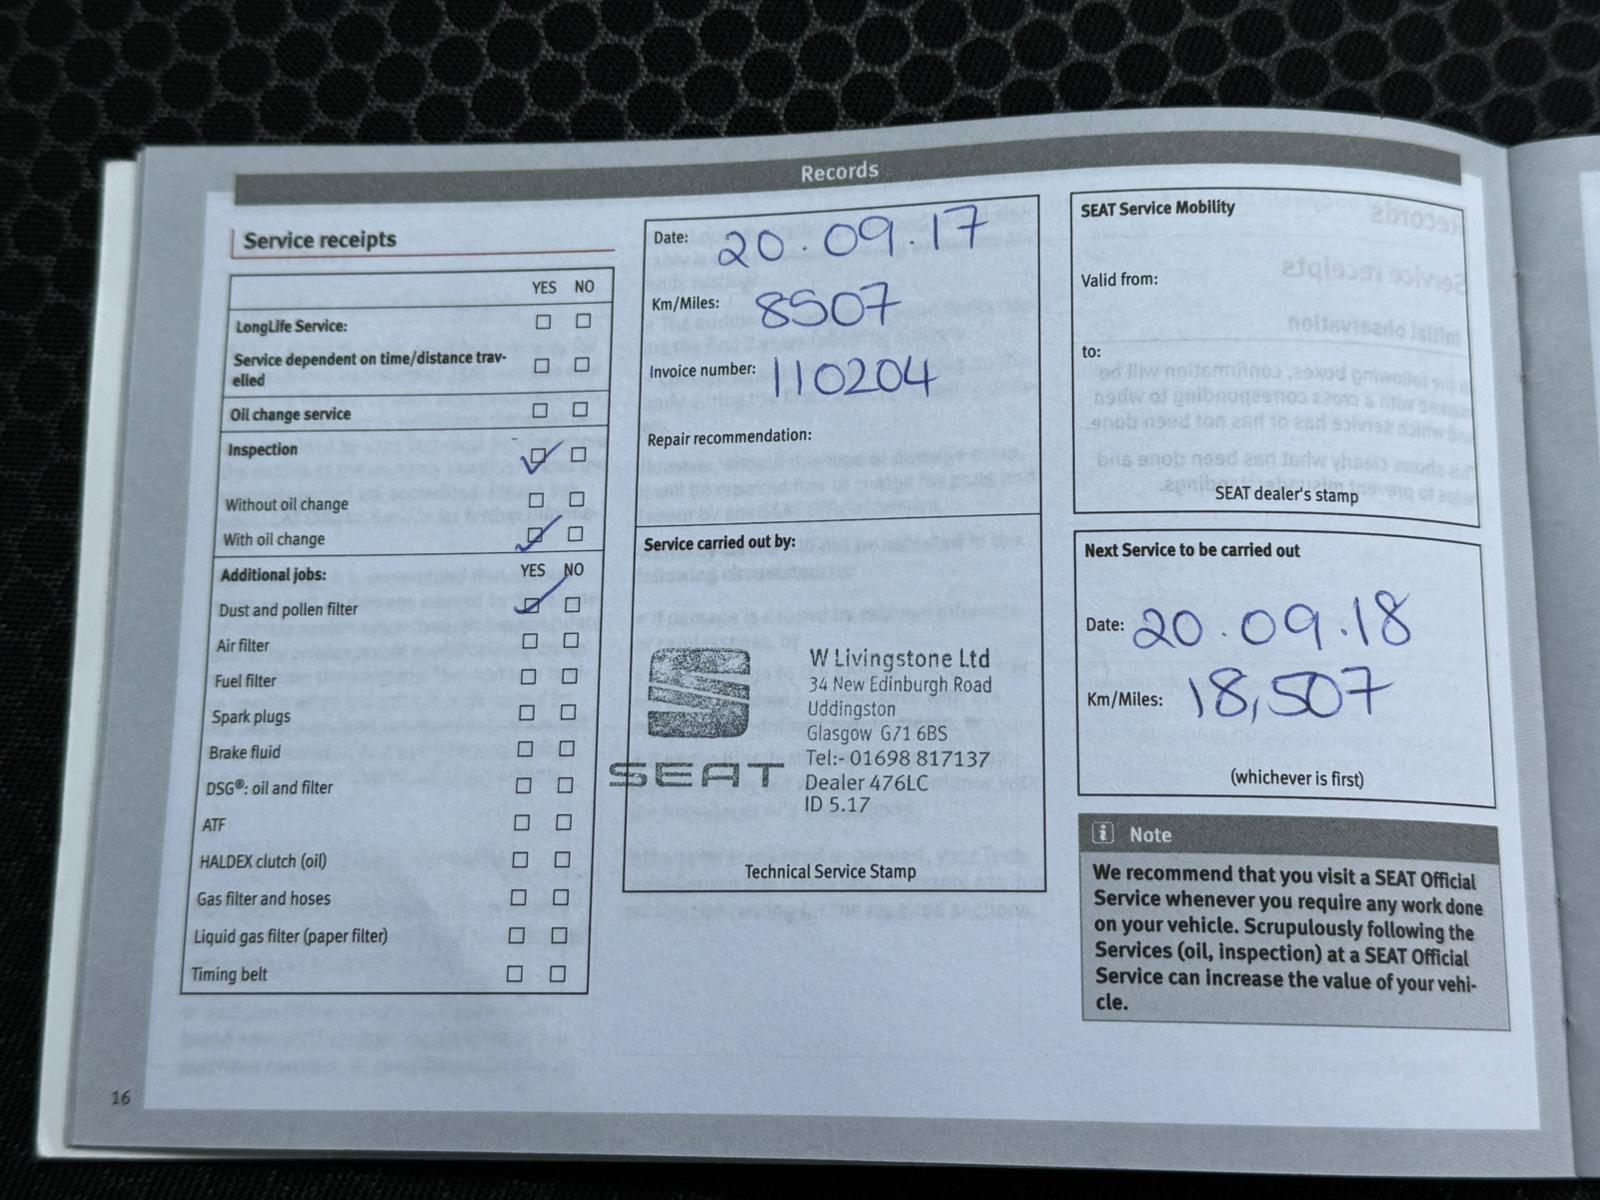 Records
Service receipts
YES NO
LongLife Service:
Service dependent on time/distance trav-
elled
Oil change service
Inspection
Without oil change
With oil change
Additional jobs: YES NO
Dust and pollen filter
Air filter
Fuel filter
Spark plugs
Brake fluid
DSG®: oil and filter
ATF
HALDEX clutch (oil)
Gas filter and hoses
Liquid gas filter (paper filter)
Timing belt
16
Date: 20.09.17
Km/Miles: 8507
Invoice number: 110204
Repair recommendation:
Service carried out by:
SEAT
W Livingstone Ltd
34 New Edinburgh Road
Uddingston
Glasgow G71 6BS
Tel:- 01698 817137
Dealer 476LC
ID 5.17
Technical Service Stamp
SEAT Service Mobility
Valid from:
to:
SEAT dealer's stamp
Next Service to be carried out
Date: 20.09.18
Km/Miles: 18,507
(whichever is first)
i Note
We recommend that you visit a SEAT Official
Service whenever you require any work done
on your vehicle. Scrupulously following the
Services (oil, inspection) at a SEAT Official
Service can increase the value of your vehi-
cle.